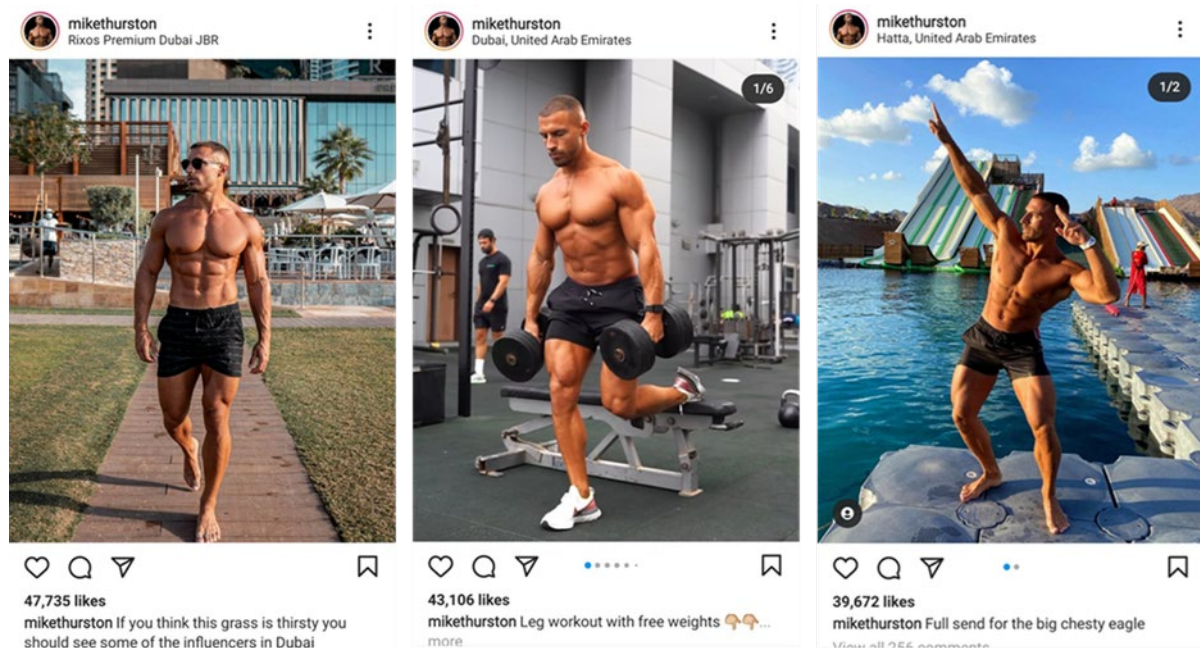 mikethurston
Rixos Premium Dubai JBR
47,735 likes
mikethurston If you think this grass is thirsty you
should see some of the influencers in Dubai
mikethurston
Dubai, United Arab Emirates
1/6
43,106 likes
mikethurston Leg workout with free weights 👇🏼👇🏼...
more
mikethurston
Hatta, United Arab Emirates
1/2
39,672 likes
mikethurston Full send for the big chesty eagle
View all 256 comments